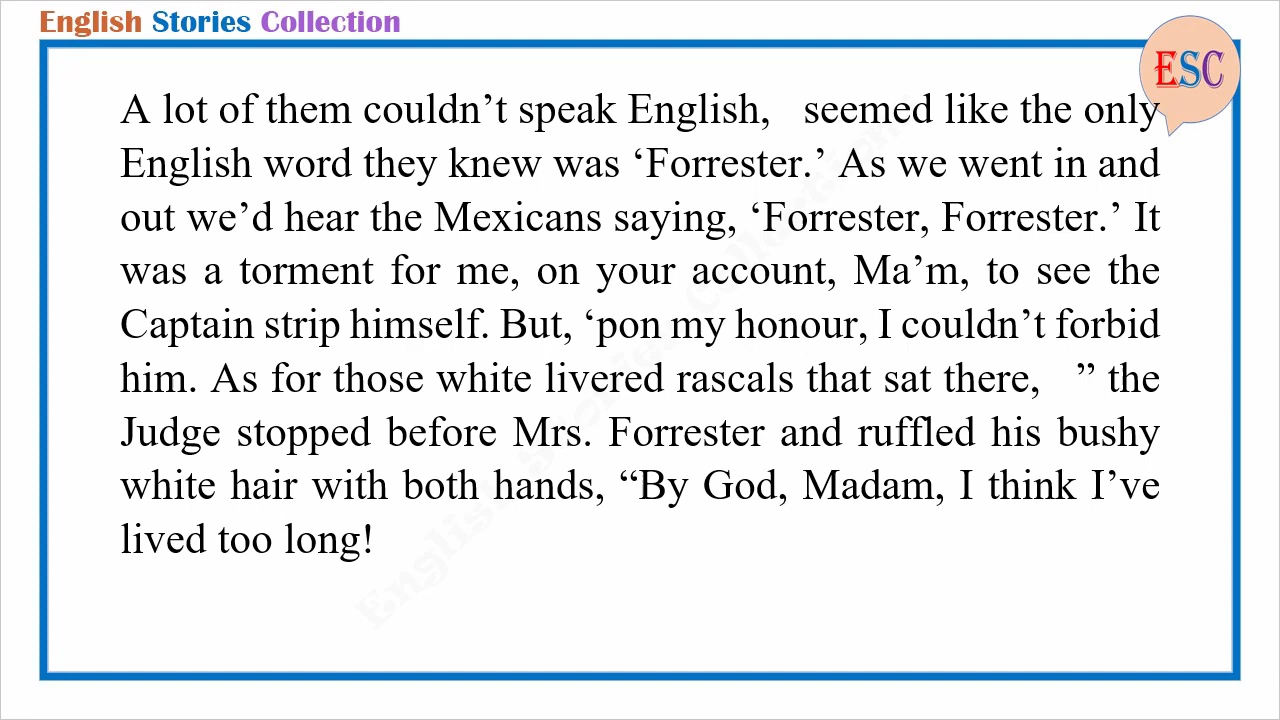 English Stories Collection
ESC
A lot of them couldn’t speak English,   seemed like the only
English word they knew was ‘Forrester.’ As we went in and
out we’d hear the Mexicans saying, ‘Forrester, Forrester.’ It
was a torment for me, on your account, Ma’m, to see the
Captain strip himself. But, ‘pon my honour, I couldn’t forbid
him. As for those white livered rascals that sat there,   ” the
Judge stopped before Mrs. Forrester and ruffled his bushy
white hair with both hands, “By God, Madam, I think I’ve
lived too long!
English Stories Collection